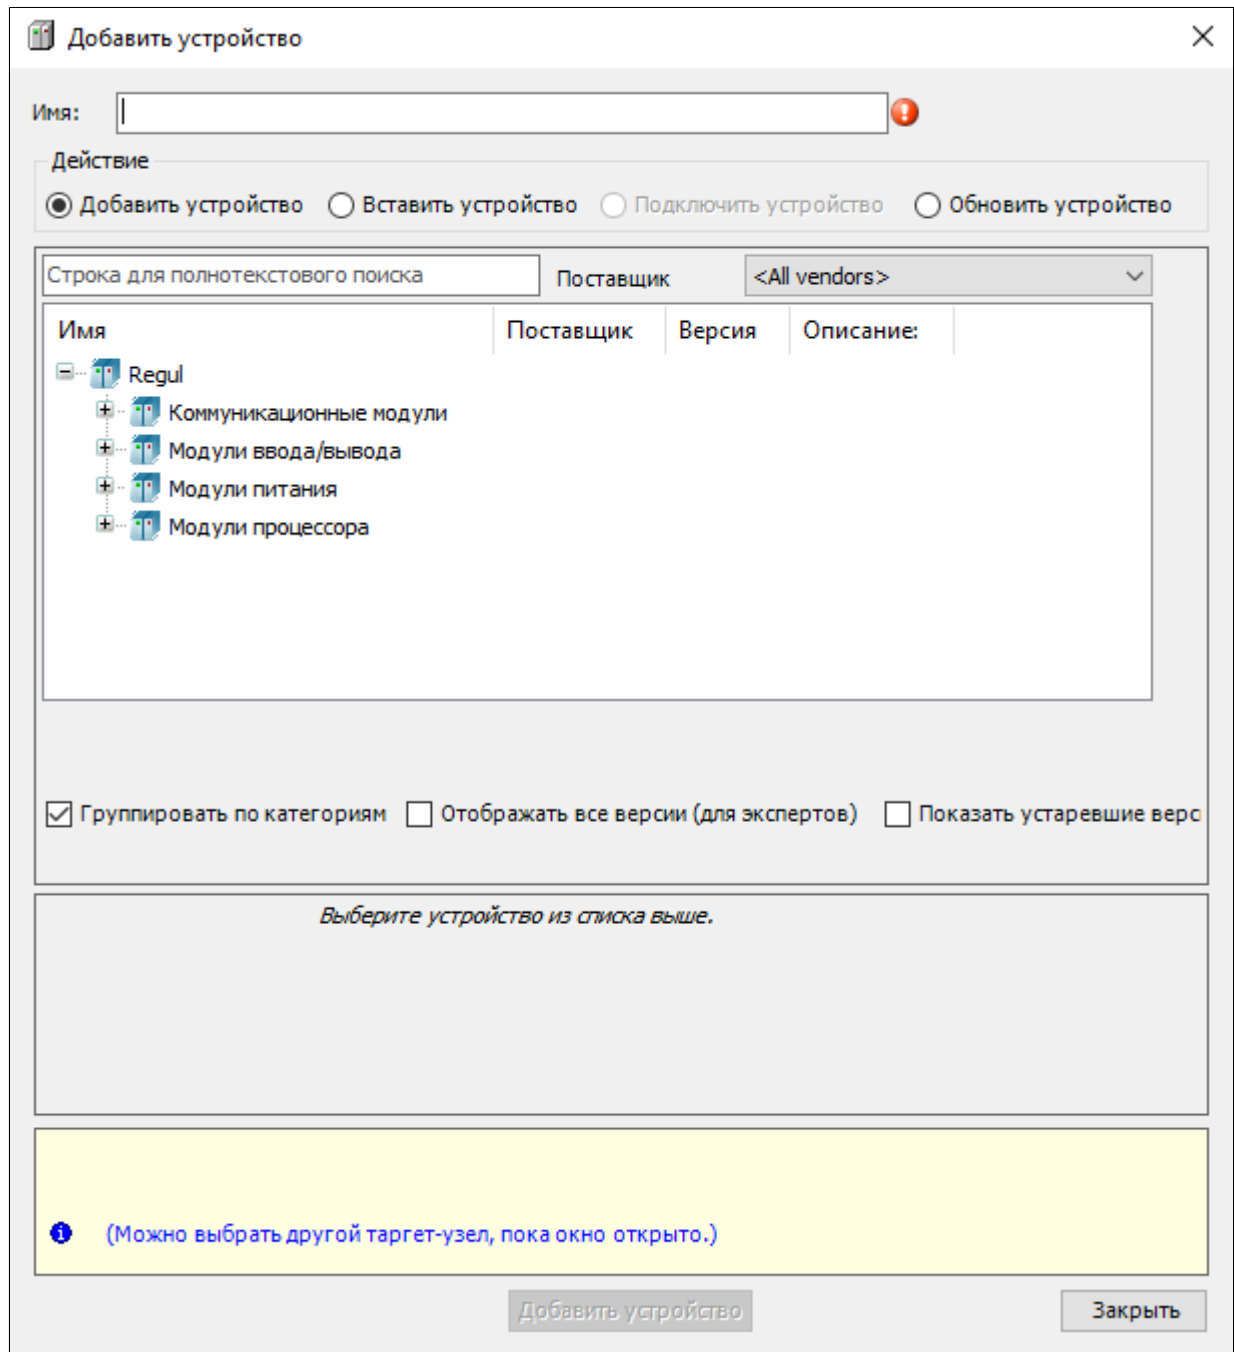 Добавить устройство
Имя:
Действие
Добавить устройство Вставить устройство Подключить устройство Обновить устройство
Строка для полнотекстового поиска Поставщик <All vendors>
Имя Поставщик Версия Описание:
Regul
Коммуникационные модули
Модули ввода/вывода
Модули питания
Модули процессора
Группировать по категориям Отображать все версии (для экспертов) Показать устаревшие верс
Выберите устройство из списка выше.
(Можно выбрать другой таргет-узел, пока окно открыто.)
Добавить устройство Закрыть